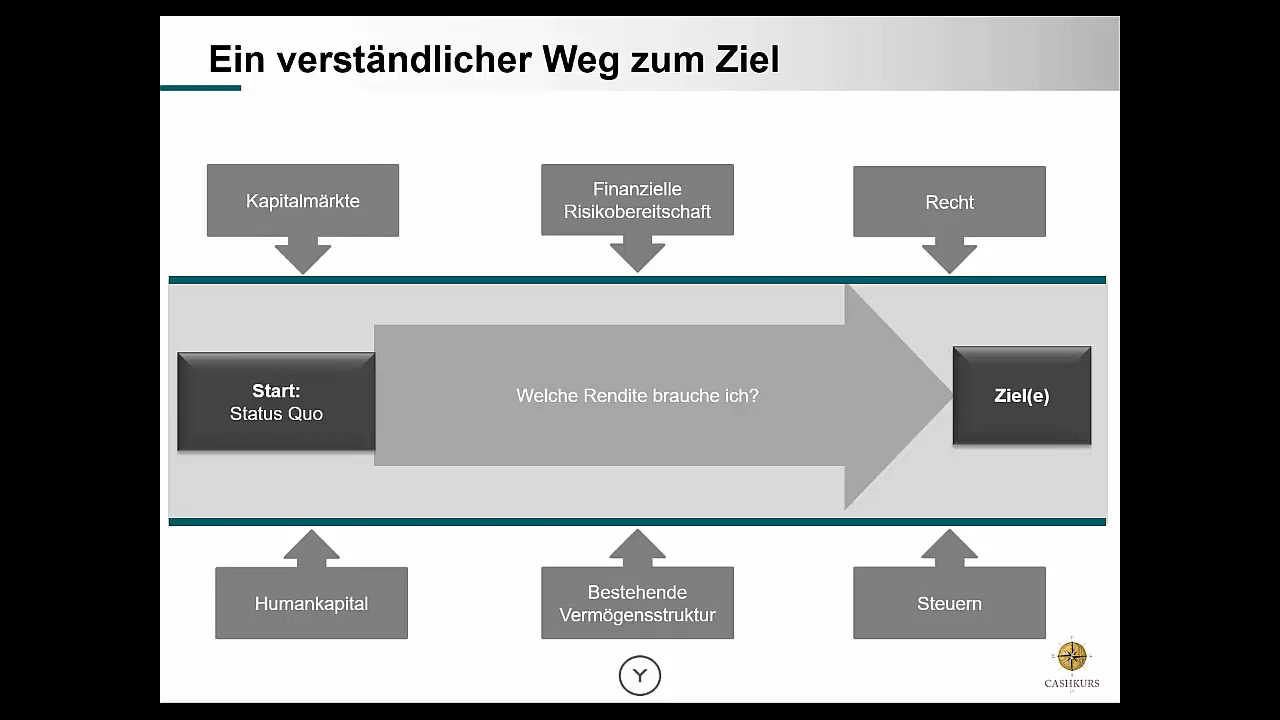 Ein verständlicher Weg zum Ziel
Kapitalmärkte
Finanzielle
Risikobereitschaft
Recht
Start:
Status Quo
Welche Rendite brauche ich?
Ziel(e)
Humankapital
Bestehende
Vermögensstruktur
Steuern
Y
CASHKURS